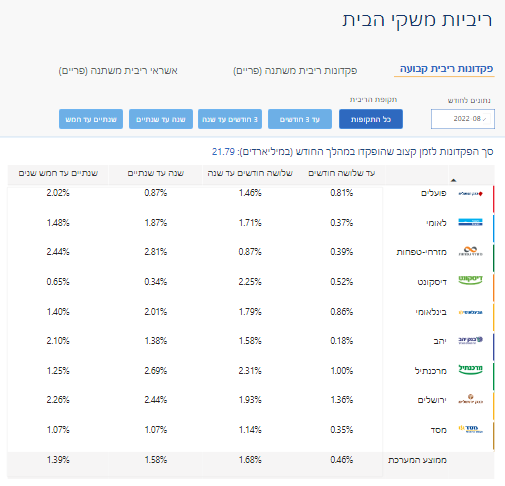 ריביות משקי הבית
פקדונות ריבית קבועה פקדונות ריבית משתנה (פריים) אשראי ריבית משתנה (פריים)
נתונים לחודש תקופת הריבית
2022-08 כל התקופות עד 3 חודשים 3 חודשים עד שנה שנה עד שנתיים שנתיים עד חמש
סך הפקדונות לזמן קצוב שהופקדו במהלך החודש (במיליארדים): 21.79
עד שלושה חודשים שלושה חודשים עד שנה שנה עד שנתיים שנתיים עד חמש שנים
פועלים 0.81% 1.46% 0.87% 2.02%
לאומי 0.37% 1.71% 1.87% 1.48%
מזרחי-טפחות 0.39% 0.87% 2.81% 2.44%
דיסקונט דיסקונט 0.52% 2.25% 0.34% 0.65%
בינלאומי 0.86% 1.79% 2.01% 1.40%
בנק יהב יהב 0.18% 1.58% 1.38% 2.10%
מרכנתיל מרכנתיל 1.00% 2.31% 2.69% 1.25%
ירושלים 1.36% 1.93% 2.44% 2.26%
מסד מסד 0.35% 1.14% 1.07% 1.07%
ממוצע המערכת 0.46% 1.68% 1.58% 1.39%